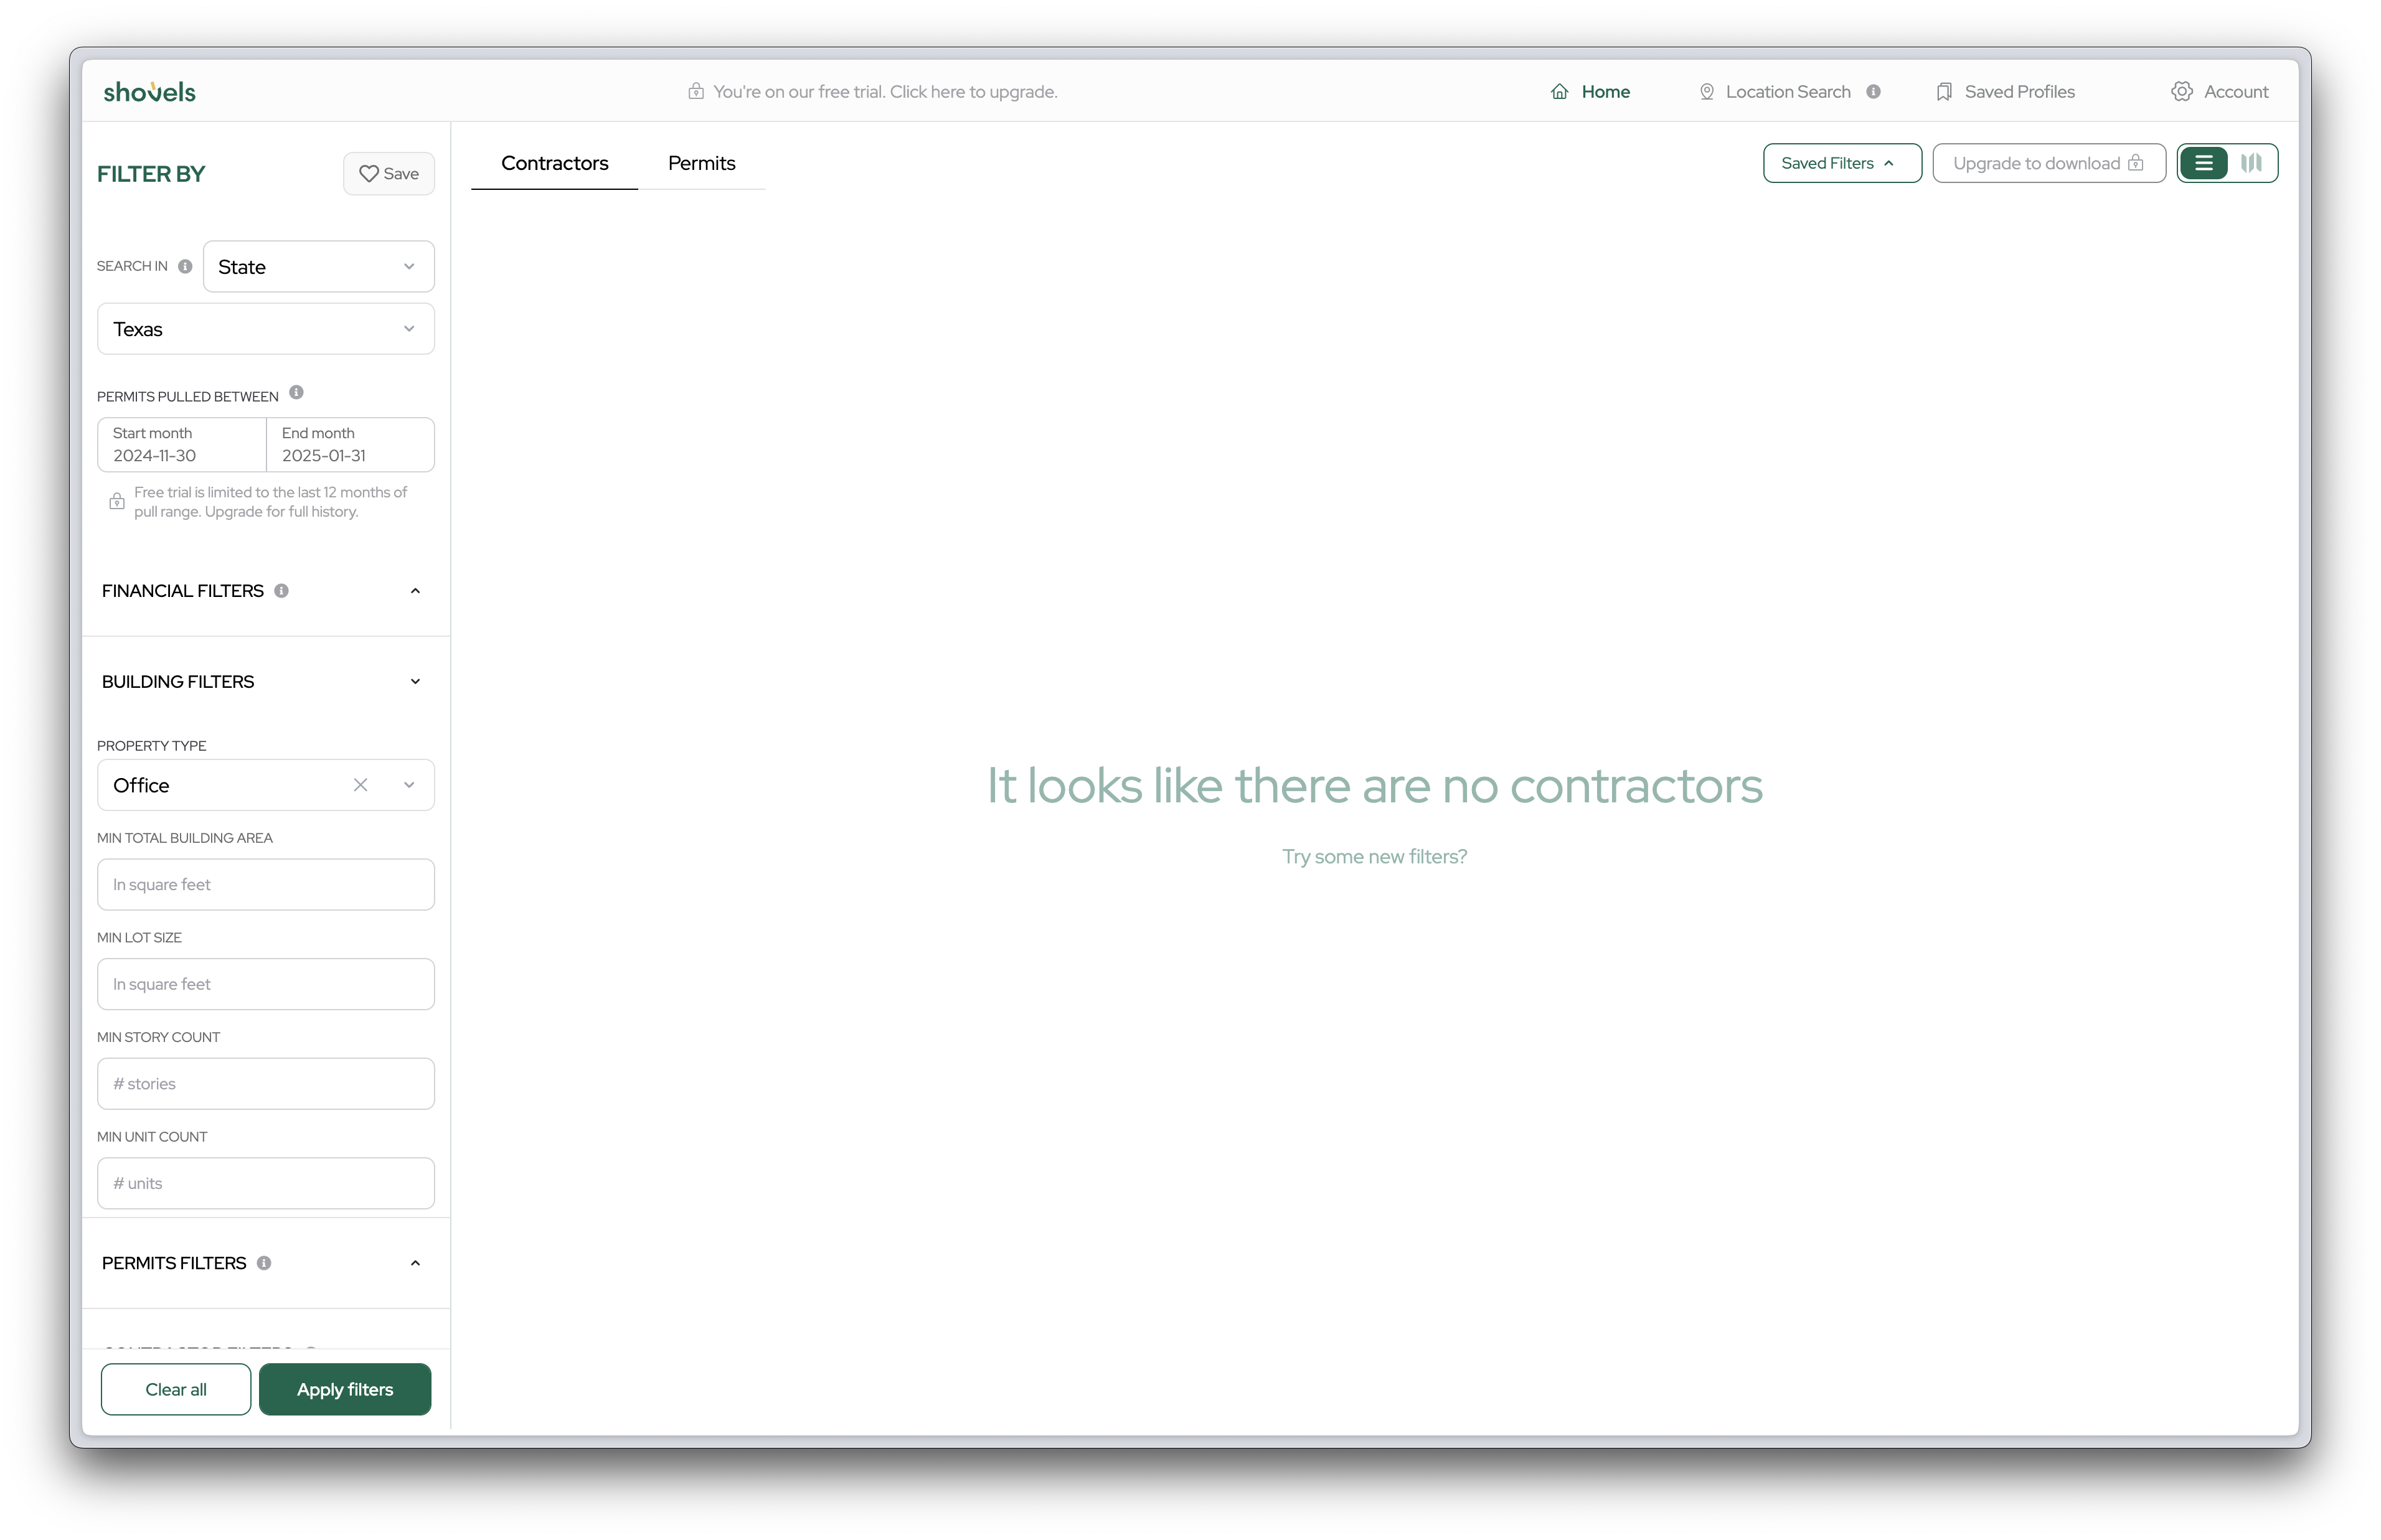 shovels
You're on our free trial. Click here to upgrade.
Home
Location Search
Saved Profiles
Account
FILTER BY
Save
SEARCH IN
State
Texas
PERMITS PULLED BETWEEN
Start month
2024-11-30
End month
2025-01-31
Free trial is limited to the last 12 months of
pull range. Upgrade for full history.
FINANCIAL FILTERS
BUILDING FILTERS
PROPERTY TYPE
Office
MIN TOTAL BUILDING AREA
In square feet
MIN LOT SIZE
In square feet
MIN STORY COUNT
# stories
MIN UNIT COUNT
# units
PERMITS FILTERS
Clear all
Apply filters
Contractors
Permits
Saved Filters
Upgrade to download
It looks like there are no contractors
Try some new filters?